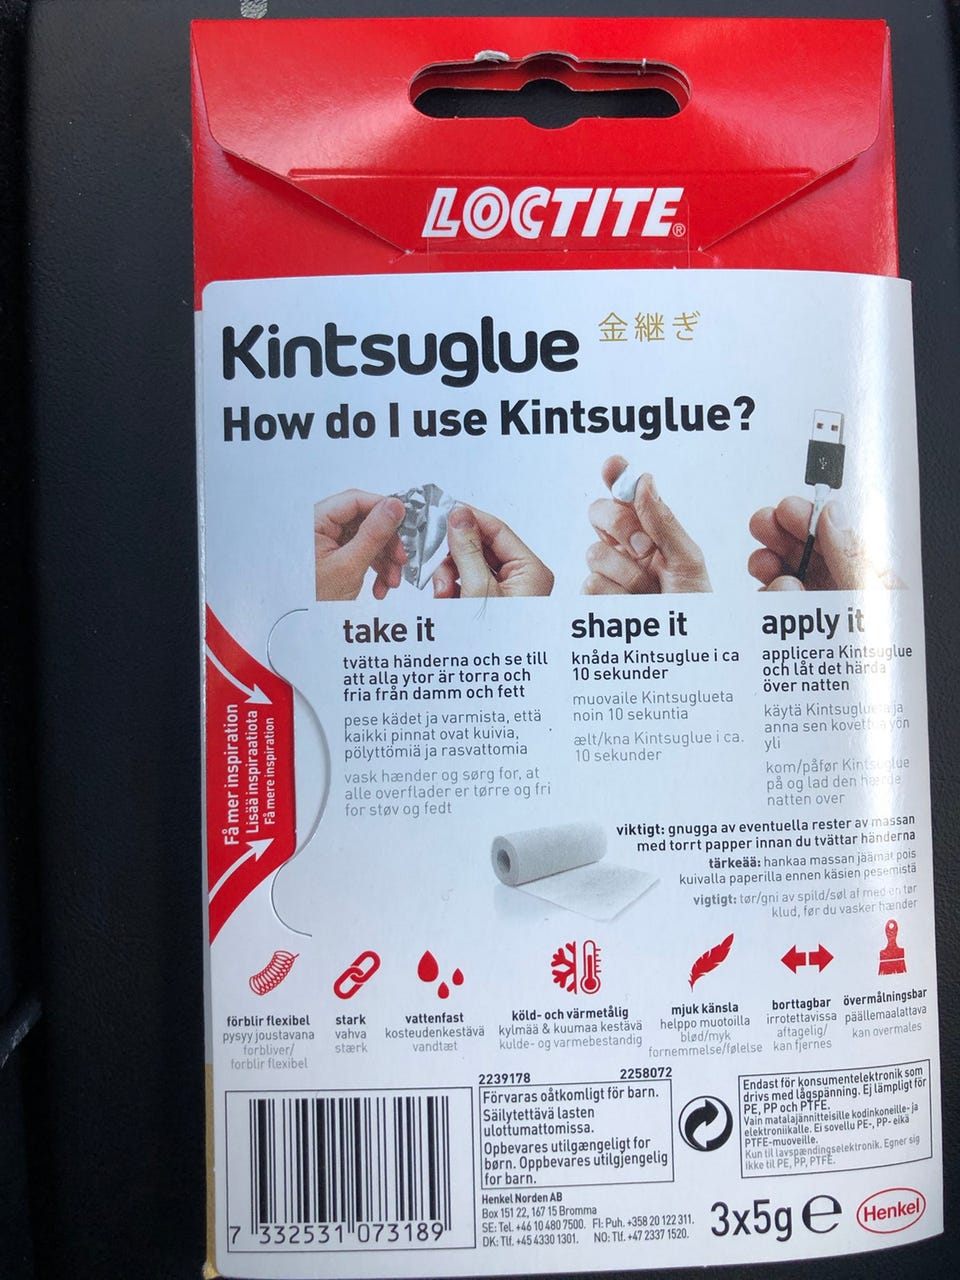 LOCTITE®
Kintsuglue 金継ぎ
How do I use Kintsuglue?
take it
tvätta händerna och se till
att alla ytor är torra och
fria från damm och fett
pese kädet ja varmista, että
kaikki pinnat ovat kuivia,
pölyttömiä ja rasvattomia
vask hænder og sørg for, at
alle overflader er tørre og fri
for støv og fedt
shape it
knåda Kintsuglue i ca
10 sekunder
muovaile Kintsuglueta
noin 10 sekuntia
ælt/kna Kintsuglue i ca.
10 sekunder
apply it
applicera Kintsuglue
och låt det härda
över natten
käytä Kintsuglueta ja
anna sen kovettua yön
yli
kom/påfør Kintsuglue
på og lad den hærde
natten over
Få mer inspiration
Lisää inspiraatiota
Få mere inspiration
viktigt: gnugga av eventuella rester av massan
med torrt papper innan du tvättar händerna
tärkeää: hankaa massan jäämät pois
kuivalla paperilla ennen käsien pesemistä
vigtigt: tør/gni av spild/søl af med en tør
klud, før du vasker hænder
förblir flexibel
pysyy joustavana
forbliver/
forblir flexibel
stark
vahva
stærk
vattenfast
kosteudenkestävä
vandtæt
köld- och värmetålig
kylmää & kuumaa kestävä
kulde- og varmebestandig
mjuk känsla
helppo muotoilla
blød/myk
fornemmelse/følelse
borttagbar
irrotettavissa
aftagelig/
kan fjernes
övermålningsbar
päällemaalattava
kan overmales
2239178 2258072
Förvaras oåtkomligt för barn.
Säilytettävä lasten
ulottumattomissa.
Opbevares utilgængeligt for
børn. Oppbevares utilgjengelig
for barn.
Endast för konsumentelektronik som
drivs med lågspänning. Ej lämpligt för
PE, PP och PTFE.
Vain matalajännitteisille kodinkoneille- ja
elektroniikalle. Ei sovellu PE-, PP- eikä
PTFE-muoveille.
Kun til lavspændingselektronik. Egner sig
ikke til PE, PP, PTFE.
7 332531 073189
Henkel Norden AB
Box 151 22, 167 15 Bromma
SE: Tel. +46 10 480 7500. FI: Puh. +358 20 122 311.
DK: Tlf. +45 4330 1301. NO: Tlf. +47 2337 1520.
3x5g ℮
Henkel